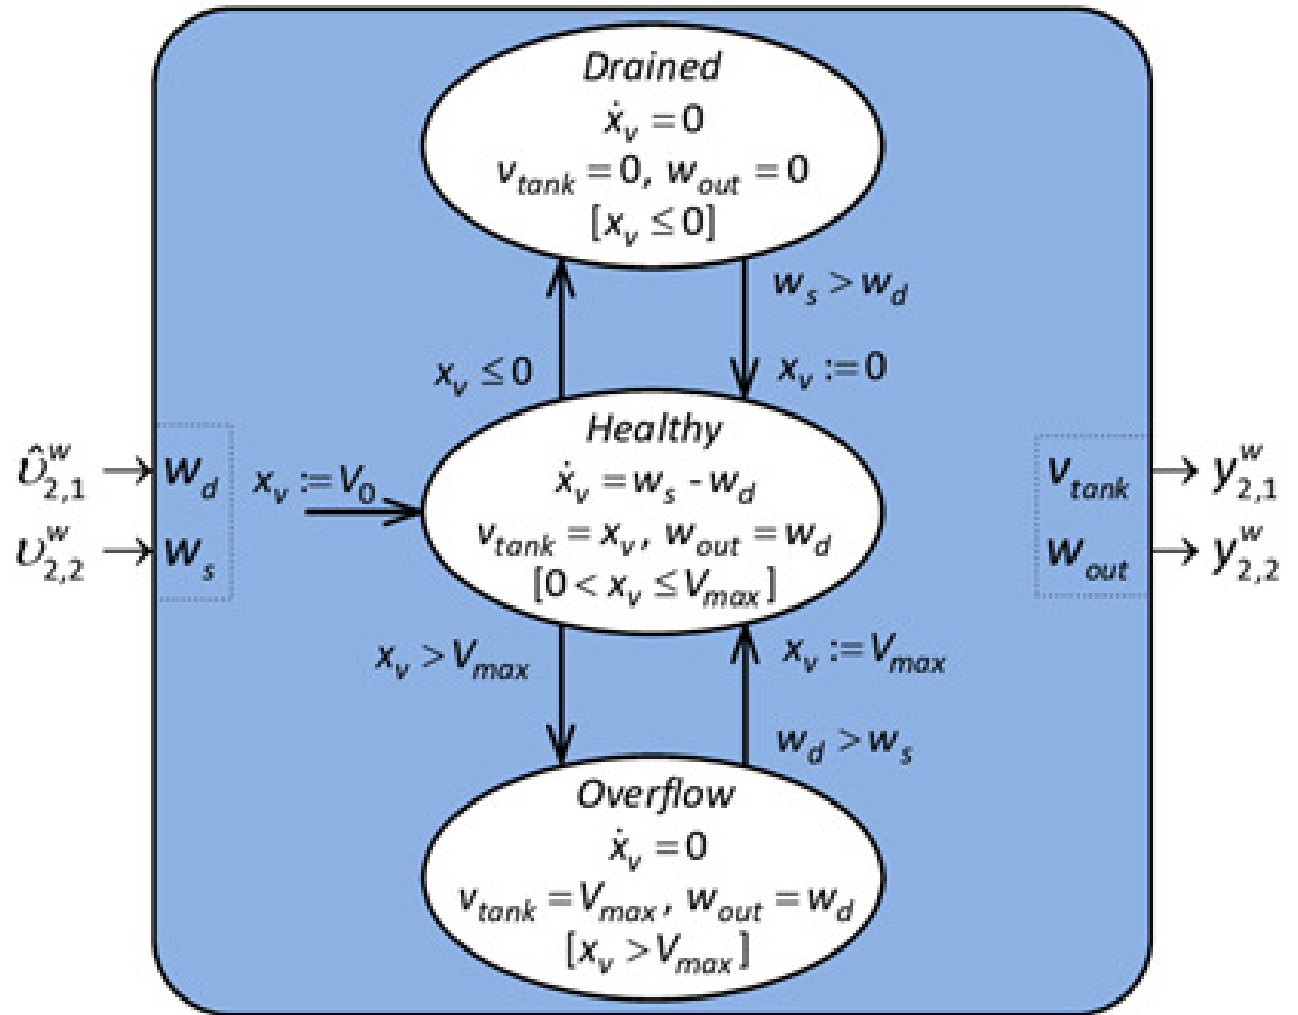 Drained
ẋ_v = 0
v_tank = 0, w_out = 0
[x_v ≤ 0]
w_s > w_d
x_v ≤ 0
x_v := 0
Healthy
ẋ_v = w_s - w_d
v_tank = x_v, w_out = w_d
[0 < x_v ≤ V_max]
υ̂^w_2,1 → w_d
υ^w_2,2 → w_s
x_v := V_0
v_tank → y^w_2,1
w_out → y^w_2,2
x_v > V_max
x_v := V_max
w_d > w_s
Overflow
ẋ_v = 0
v_tank = V_max, w_out = w_d
[x_v > V_max]